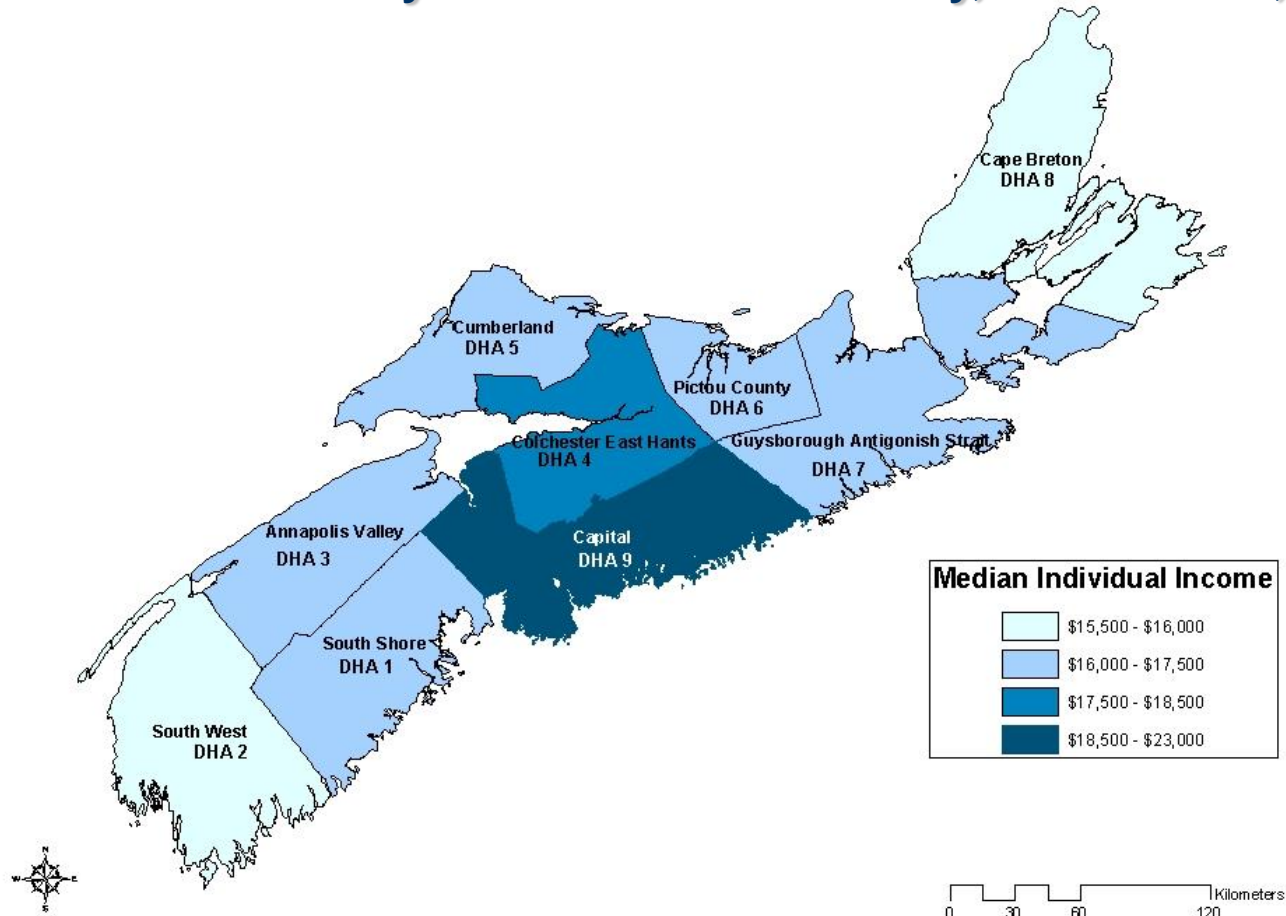 Cape Breton
DHA 8
Cumberland
DHA 5
Pictou County
DHA 6
Colchester East Hants
DHA 4
Guysborough Antigonish Strait
DHA 7
Annapolis Valley
DHA 3
Capital
DHA 9
South Shore
DHA 1
South West
DHA 2
Median Individual Income
$15,500 - $16,000
$16,000 - $17,500
$17,500 - $18,500
$18,500 - $23,000
N
W E
S
Kilometers
0 30 60 120